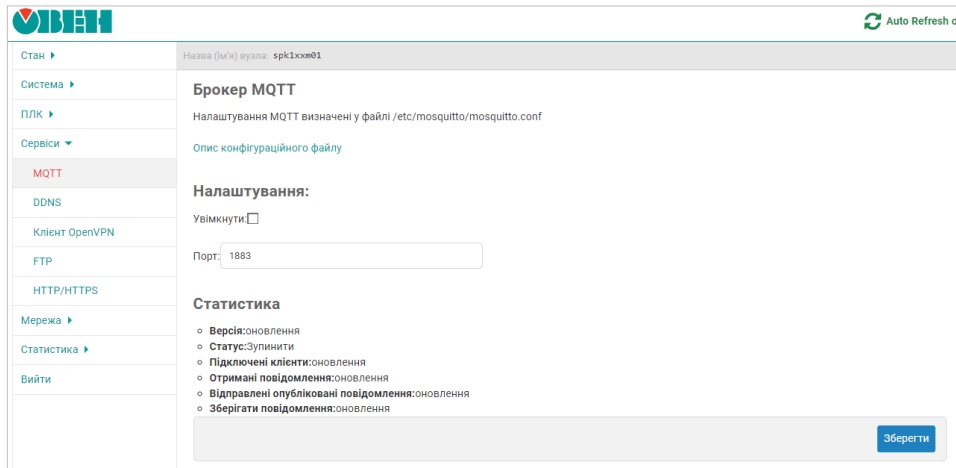 ОВЕН
Auto Refresh o
Стан
Назва (ім'я) вузла: spk1xxm01
Система
ПЛК
Сервіси
MQTT
DDNS
Клієнт OpenVPN
FTP
HTTP/HTTPS
Мережа
Статистика
Вийти
Брокер MQTT
Налаштування MQTT визначені у файлі /etc/mosquitto/mosquitto.conf
Опис конфігураційного файлу
Налаштування:
Увімкнути:
Порт: 1883
Статистика
Версія:оновлення
Статус:Зупинити
Підключені клієнти:оновлення
Отримані повідомлення:оновлення
Відправлені опубліковані повідомлення:оновлення
Зберігати повідомлення:оновлення
Зберегти